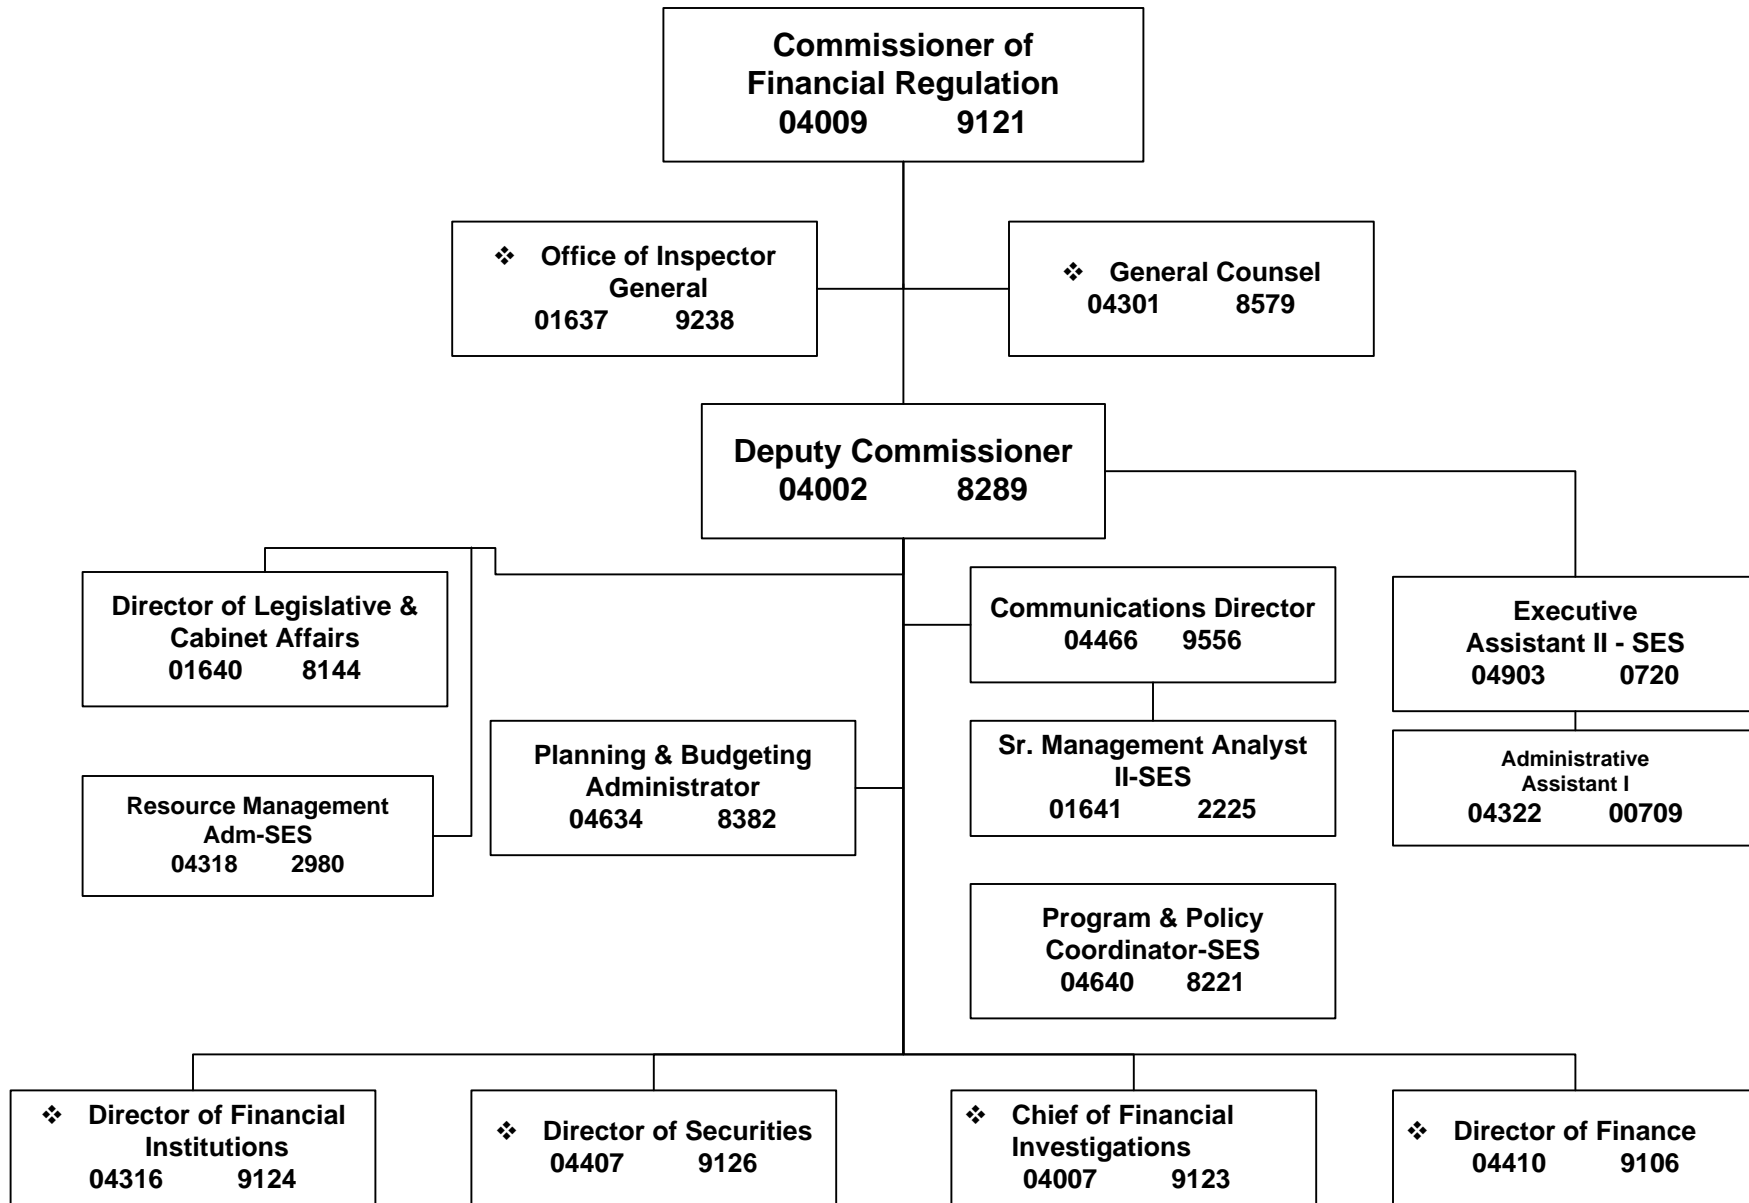 Commissioner of
Financial Regulation
04009 9121
❖ Office of Inspector
General
01637 9238
❖ General Counsel
04301 8579
Deputy Commissioner
04002 8289
Director of Legislative &
Cabinet Affairs
01640 8144
Communications Director
04466 9556
Executive
Assistant II - SES
04903 0720
Resource Management
Adm-SES
04318 2980
Planning & Budgeting
Administrator
04634 8382
Sr. Management Analyst
II-SES
01641 2225
Administrative
Assistant I
04322 00709
Program & Policy
Coordinator-SES
04640 8221
❖ Director of Financial
Institutions
04316 9124
❖ Director of Securities
04407 9126
❖ Chief of Financial
Investigations
04007 9123
❖ Director of Finance
04410 9106